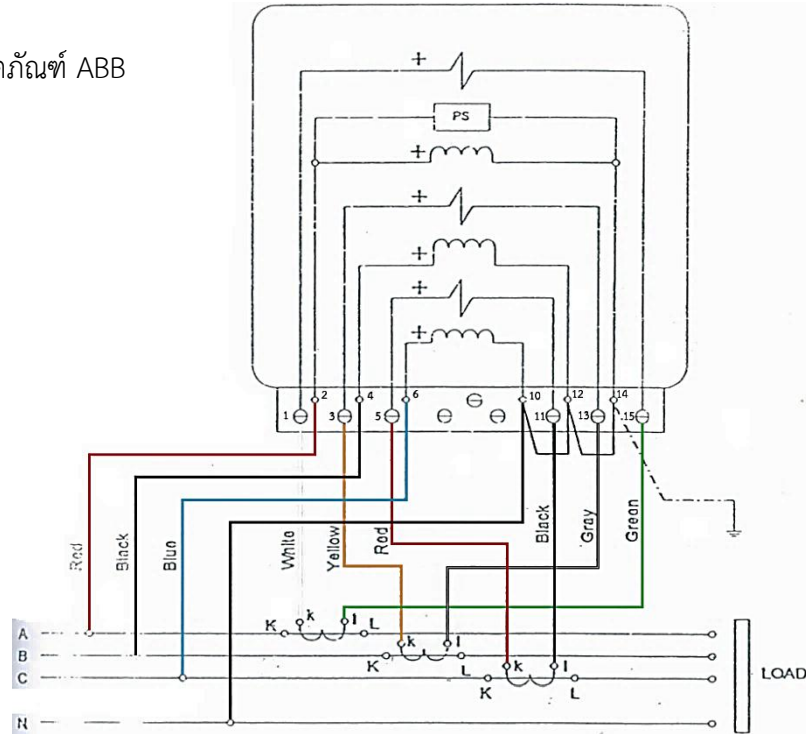 ภัณฑ์ ABB
+
PS
+
+
+
+
+
2 4 6 10 12 14
1 3 5 11 13 15
Red
Black
Blue
White
Yellow
Red
Black
Gray
Green
A
K k l L
B
K k l L
C
K k l L
N
LOAD